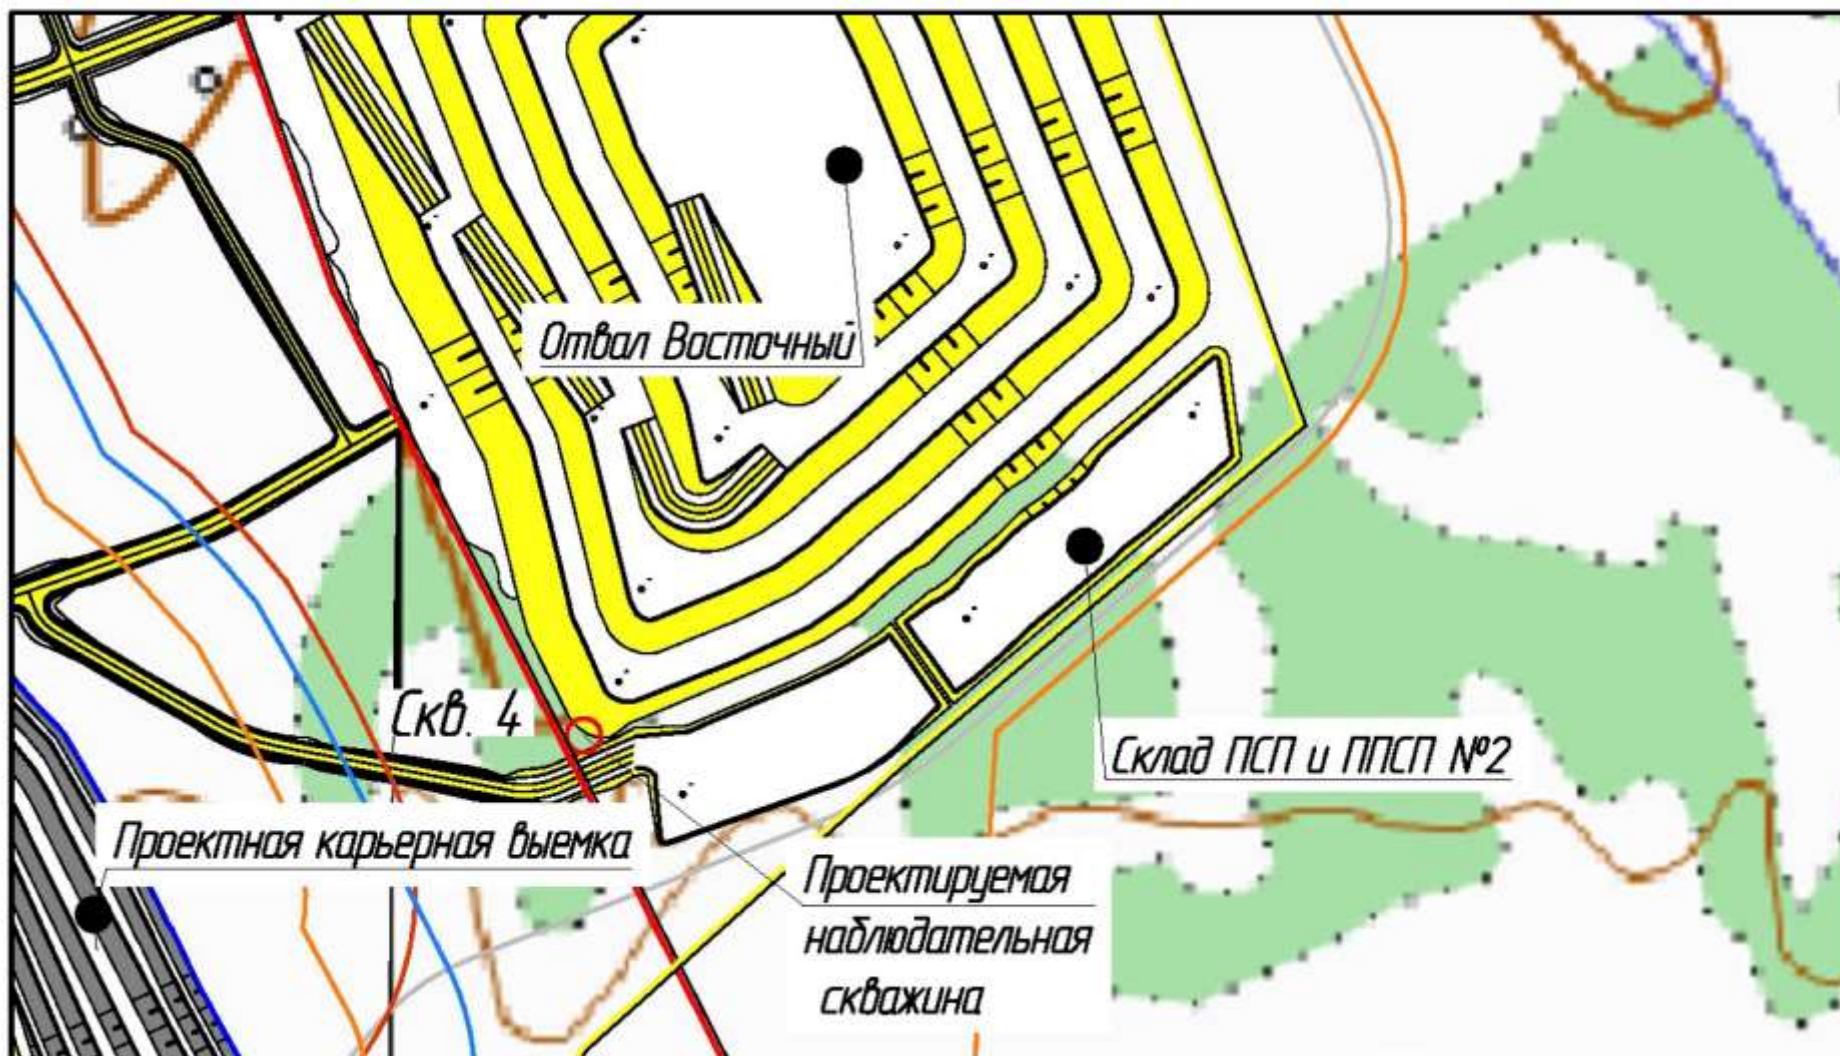 Отвал Восточный
Скв. 4
Склад ПСП и ППСП №2
Проектная карьерная выемка
Проектируемая
наблюдательная
скважина